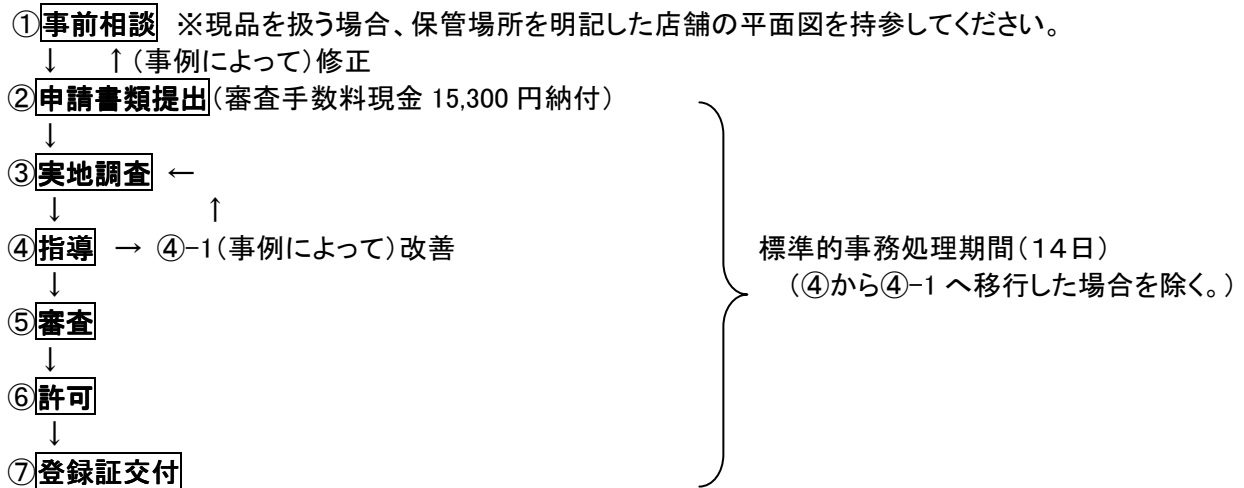 ①事前相談 ※現品を扱う場合、保管場所を明記した店舗の平面図を持参してください。
↓ ↑(事例によって)修正
②申請書類提出(審査手数料現金 15,300 円納付)
↓
③実地調査 ←
↓ ↑
④指導 → ④-1(事例によって)改善
標準的事務処理期間(14日)
(④から④-1 へ移行した場合を除く。)
↓
⑤審査
↓
⑥許可
↓
⑦登録証交付